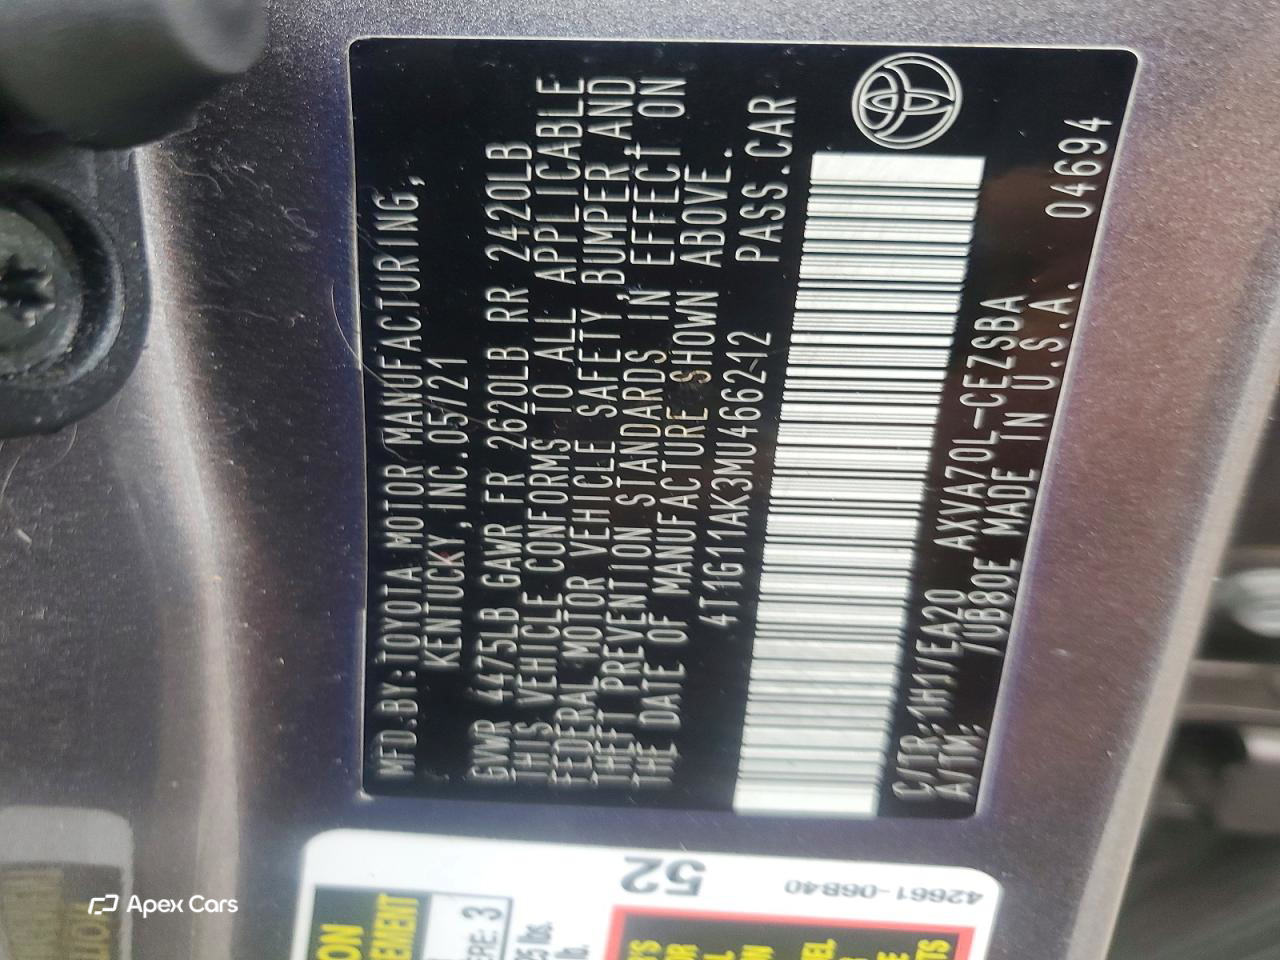 MFD.BY:TOYOTA MOTOR MANUFACTURING,
KENTUCKY,INC.05/21
GVWR 4475LB GAWR FR 2620LB RR 2420LB
THIS VEHICLE CONFORMS TO ALL APPLICABLE
FEDERAL MOTOR VEHICLE SAFETY,BUMPER,AND
THEFT PREVENTION STANDARDS IN EFFECT ON
THE DATE OF MANUFACTURE SHOWN ABOVE.
4T1G11AK3MU466212 PASS.CAR
C/TR:1H1/EA20 AXVA70L-CEZSBA
A/TM: /UB80E MADE IN U.S.A. 04694
52
42661-06B40
3
lb.
Apex Cars